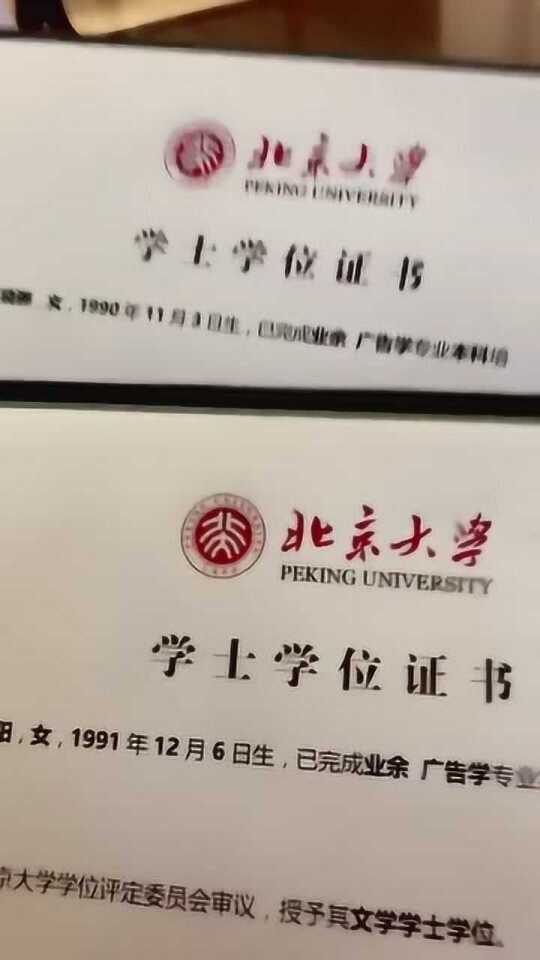 北京大学
PEKING UNIVERSITY
学士学位证书
女，1990年11月3日生，已完成业余 广告学专业本科培
北京大学
PEKING UNIVERSITY
学士学位证书
阳，女，1991年12月6日生，已完成业余 广告学专业
京大学学位评定委员会审议，授予其文学学士学位。